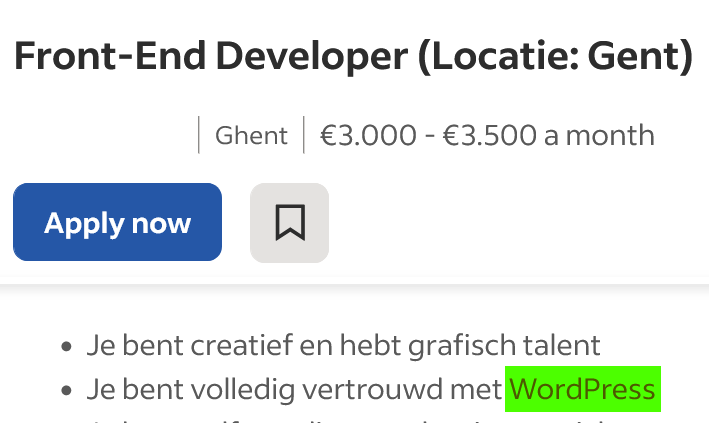 Front-End Developer (Locatie: Gent)
Ghent
€3.000 - €3.500 a month
Apply now
Je bent creatief en hebt grafisch talent
Je bent volledig vertrouwd met WordPress